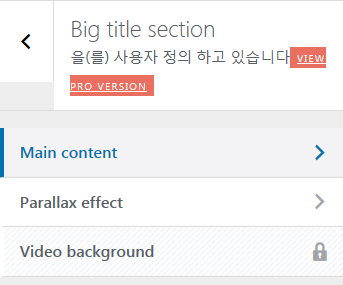 Big title section
을(를) 사용자 정의 하고 있습니다 VIEW
PRO VERSION
Main content
Parallax effect
Video background